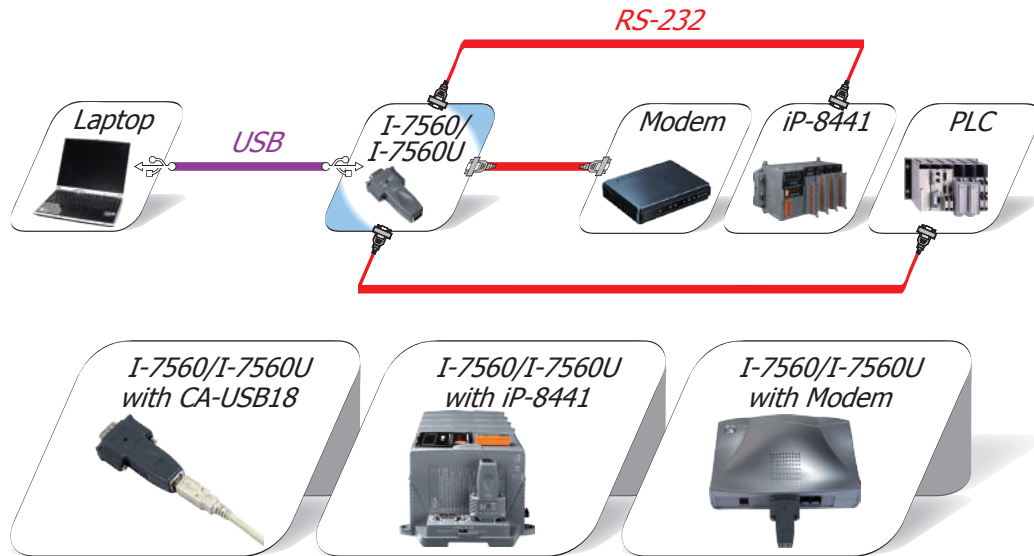 RS-232
Laptop
USB
I-7560/
I-7560U
Modem
iP-8441
PLC
I-7560/I-7560U
with CA-USB18
I-7560/I-7560U
with iP-8441
I-7560/I-7560U
with Modem